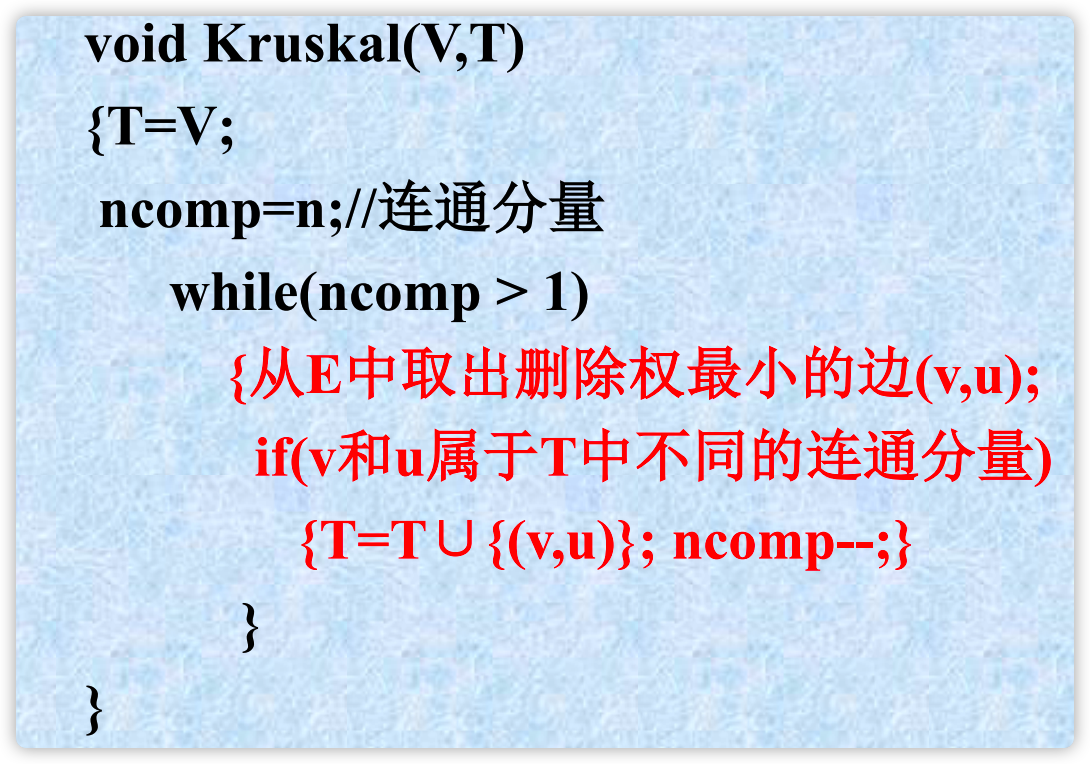 void Kruskal(V,T)
{T=V;
ncomp=n;//连通分量
while(ncomp > 1)
{从E中取出删除权最小的边(v,u);
if(v和u属于T中不同的连通分量)
{T=T∪{(v,u)}; ncomp--;}
}
}